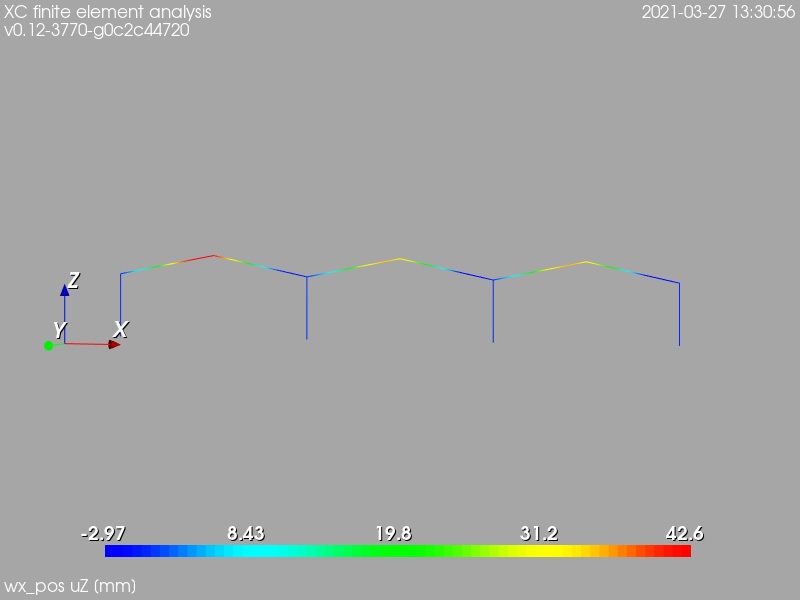 XC finite element analysis
v0.12-3770-g0c2c44720
2021-03-27 13:30:56
Z
Y
X
-2.97 8.43 19.8 31.2 42.6
wx_pos uZ (mm)